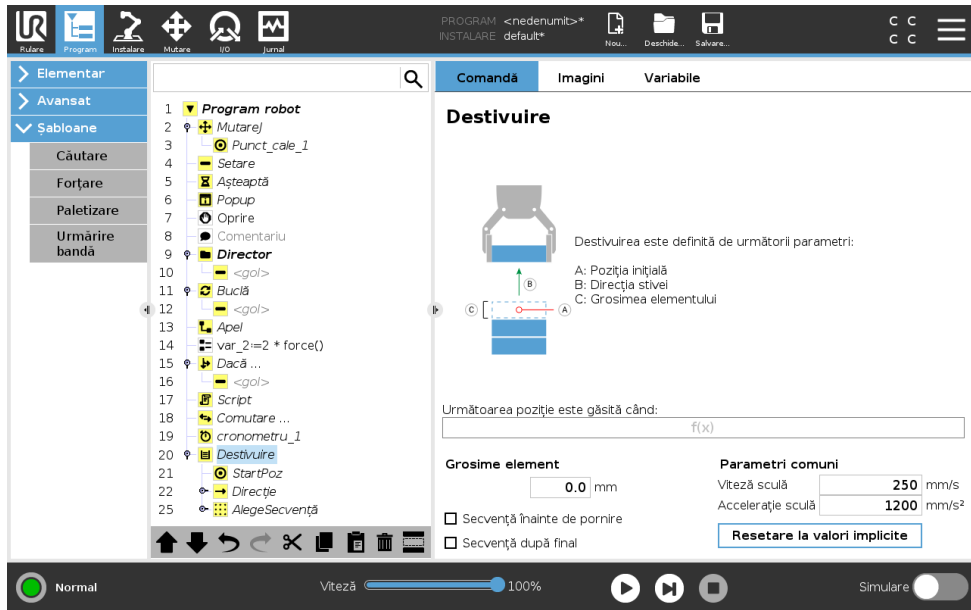 PROGRAM <nedenumit>*
INSTALARE default*
Rulare Program Instalare Mutare I/O Jurnal Nou... Deschide... Salvare...
C C
C C
Elementar
Avansat
Șabloane
Căutare
Forțare
Paletizare
Urmărire
bandă
1 Program robot
2 MutareJ
3 Punct_cale_1
4 Setare
5 Așteaptă
6 Popup
7 Oprire
8 Comentariu
9 Director
10 <gol>
11 Buclă
12 <gol>
13 Apel
14 var_2:=2 * force()
15 Dacă ...
16 <gol>
17 Script
18 Comutare ...
19 cronometru_1
20 Destivuire
21 StartPoz
22 Direcție
25 AlegeSecvență
Comandă Imagini Variabile
Destivuire
Destivuirea este definită de următorii parametri:
A: Poziția inițială
B: Direcția stivei
C: Grosimea elementului
B
C A
Următoarea poziție este găsită când:
f(x)
Grosime element
0.0 mm
Secvență înainte de pornire
Secvență după final
Parametri comuni
Viteză sculă 250 mm/s
Accelerație sculă 1200 mm/s²
Resetare la valori implicite
Normal
Viteză 100%
Simulare